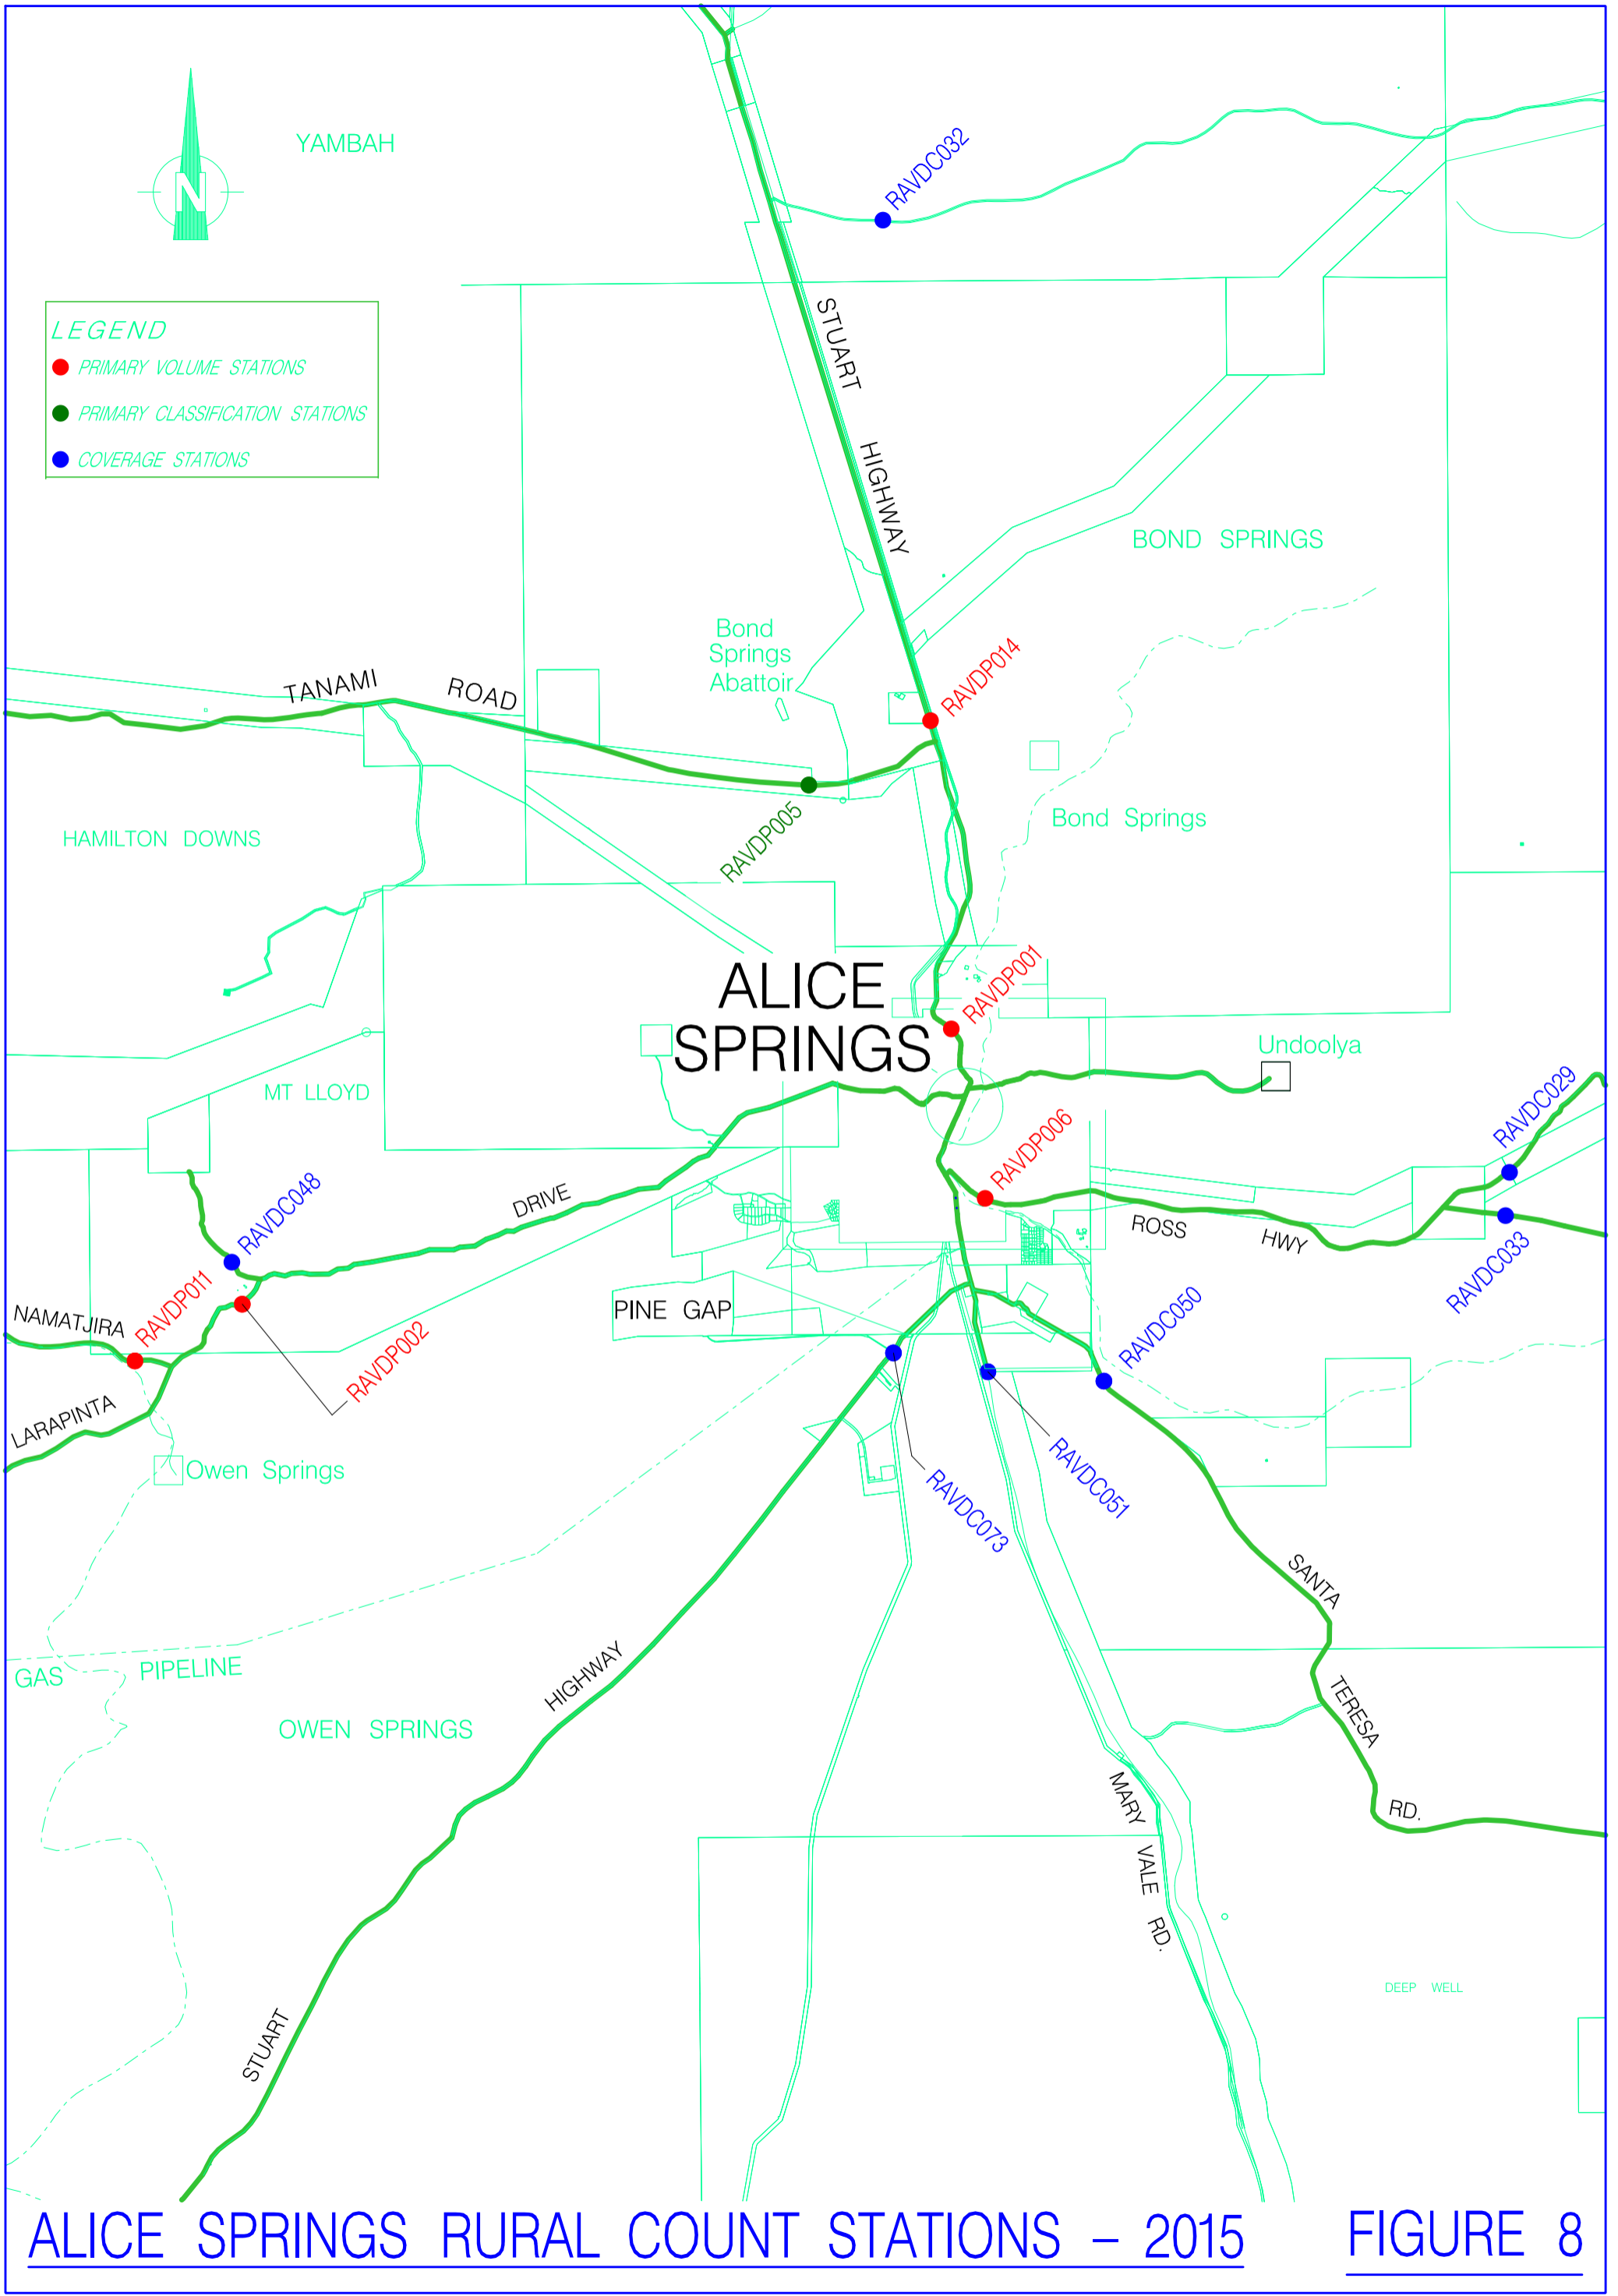 YAMBAH
N
RAVDC032
LEGEND
PRIMARY VOLUME STATIONS
PRIMARY CLASSIFICATION STATIONS
COVERAGE STATIONS
STUART HIGHWAY
BOND SPRINGS
Bond
Springs
Abattoir
RAVDP014
TANAMI ROAD
RAVDP005
Bond Springs
HAMILTON DOWNS
ALICE
SPRINGS
RAVDP001
Undoolya
MT LLOYD
RAVDC029
RAVDP006
RAVDC048
DRIVE
ROSS HWY
RAVDC033
RAVDP011
NAMATJIRA
PINE GAP
RAVDP002
RAVDC050
LARAPINTA
Owen Springs
RAVDC051
RAVDC073
SANTA TERESA RD.
GAS PIPELINE
OWEN SPRINGS
STUART HIGHWAY
MARY VALE RD.
DEEP WELL
ALICE SPRINGS RURAL COUNT STATIONS - 2015
FIGURE 8